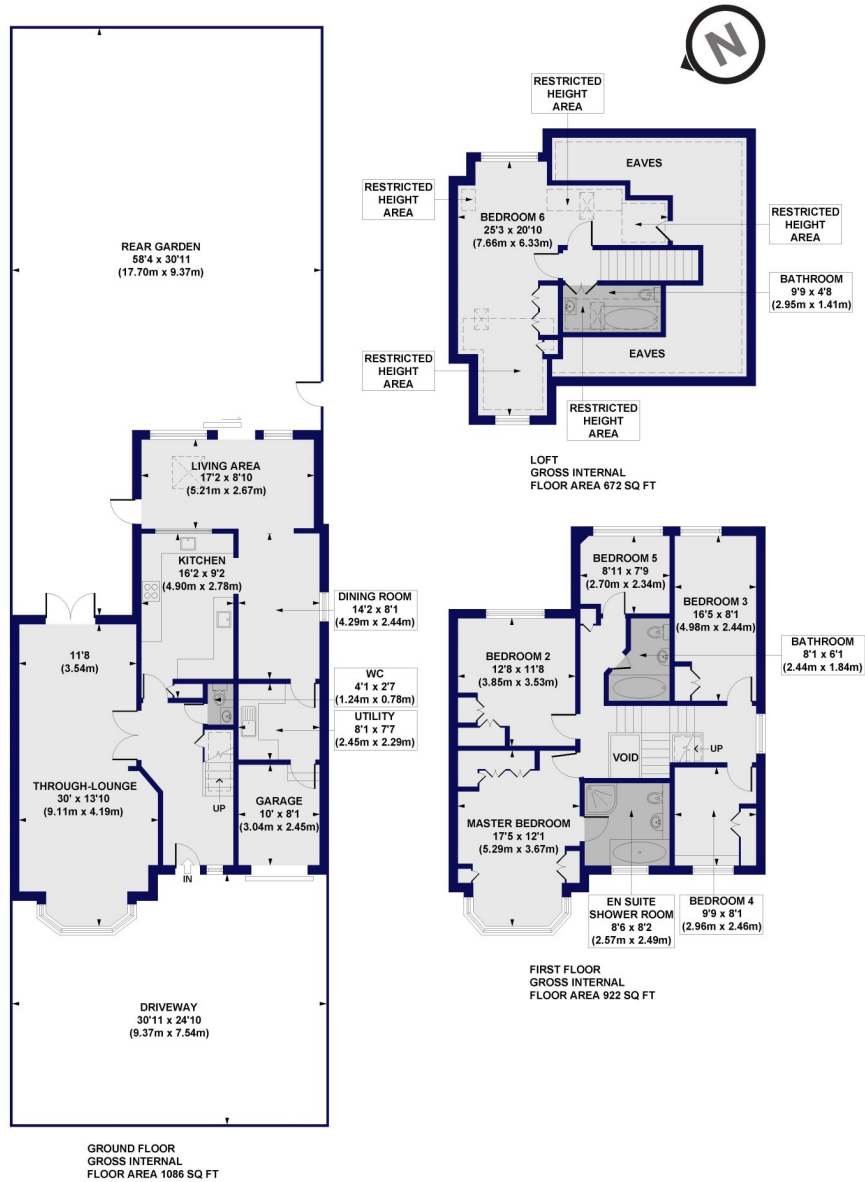 N
RESTRICTED
HEIGHT
AREA
EAVES
RESTRICTED
HEIGHT
AREA
BEDROOM 6
25'3 x 20'10
(7.66m x 6.33m)
RESTRICTED
HEIGHT
AREA
BATHROOM
9'9 x 4'8
(2.95m x 1.41m)
RESTRICTED
HEIGHT
AREA
EAVES
RESTRICTED
HEIGHT
AREA
LOFT
GROSS INTERNAL
FLOOR AREA 672 SQ FT
REAR GARDEN
58'4 x 30'11
(17.70m x 9.37m)
LIVING AREA
17'2 x 8'10
(5.21m x 2.67m)
KITCHEN
16'2 x 9'2
(4.90m x 2.78m)
DINING ROOM
14'2 x 8'1
(4.29m x 2.44m)
11'8
(3.54m)
WC
4'1 x 2'7
(1.24m x 0.78m)
UTILITY
8'1 x 7'7
(2.45m x 2.29m)
THROUGH-LOUNGE
30' x 13'10
(9.11m x 4.19m)
UP
GARAGE
10' x 8'1
(3.04m x 2.45m)
IN
DRIVEWAY
30'11 x 24'10
(9.37m x 7.54m)
GROUND FLOOR
GROSS INTERNAL
FLOOR AREA 1086 SQ FT
BEDROOM 5
8'11 x 7'9
(2.70m x 2.34m)
BEDROOM 3
16'5 x 8'1
(4.98m x 2.44m)
BEDROOM 2
12'8 x 11'8
(3.85m x 3.53m)
BATHROOM
8'1 x 6'1
(2.44m x 1.84m)
VOID
UP
MASTER BEDROOM
17'5 x 12'1
(5.29m x 3.67m)
EN SUITE
SHOWER ROOM
8'6 x 8'2
(2.57m x 2.49m)
BEDROOM 4
9'9 x 8'1
(2.96m x 2.46m)
FIRST FLOOR
GROSS INTERNAL
FLOOR AREA 922 SQ FT